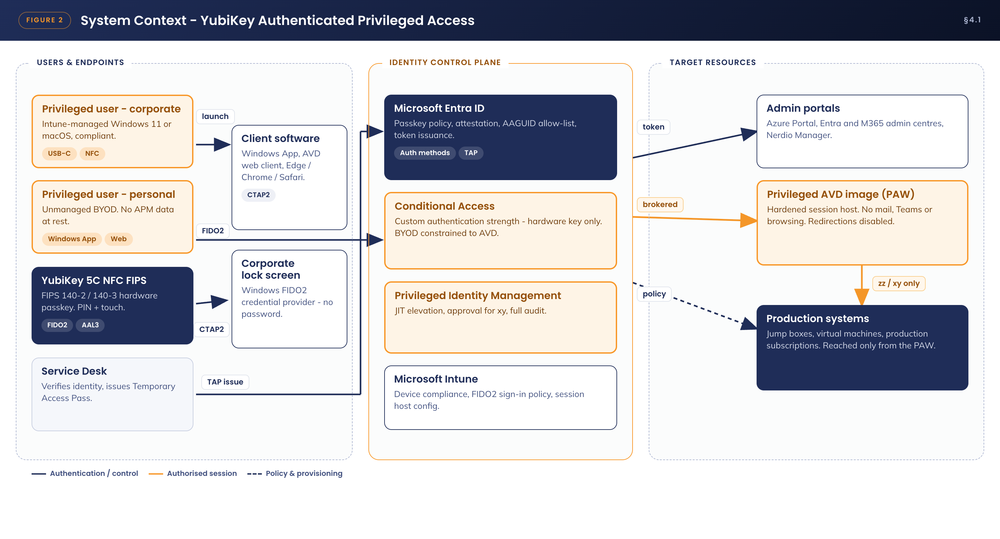 FIGURE 2
System Context - YubiKey Authenticated Privileged Access
§4.1
USERS & ENDPOINTS
Privileged user - corporate
Intune-managed Windows 11 or
macOS, compliant.
USB-C NFC
launch
Client software
Windows App, AVD
web client, Edge /
Chrome / Safari.
CTAP2
Privileged user - personal
Unmanaged BYOD. No APM data
at rest.
Windows App Web
FIDO2
YubiKey 5C NFC FIPS
FIPS 140-2 / 140-3 hardware
passkey. PIN + touch.
FIDO2 AAL3
CTAP2
Corporate
lock screen
Windows FIDO2
credential provider - no
password.
Service Desk
Verifies identity, issues Temporary
Access Pass.
TAP issue
IDENTITY CONTROL PLANE
Microsoft Entra ID
Passkey policy, attestation, AAGUID allow-list,
token issuance.
Auth methods TAP
Conditional Access
Custom authentication strength - hardware key only.
BYOD constrained to AVD.
Privileged Identity Management
JIT elevation, approval for xy, full audit.
Microsoft Intune
Device compliance, FIDO2 sign-in policy, session
host config.
token
brokered
policy
TARGET RESOURCES
Admin portals
Azure Portal, Entra and M365 admin centres,
Nerdio Manager.
Privileged AVD image (PAW)
Hardened session host. No mail, Teams or
browsing. Redirections disabled.
zz / xy only
Production systems
Jump boxes, virtual machines, production
subscriptions. Reached only from the PAW.
Authentication / control
Authorised session
Policy & provisioning